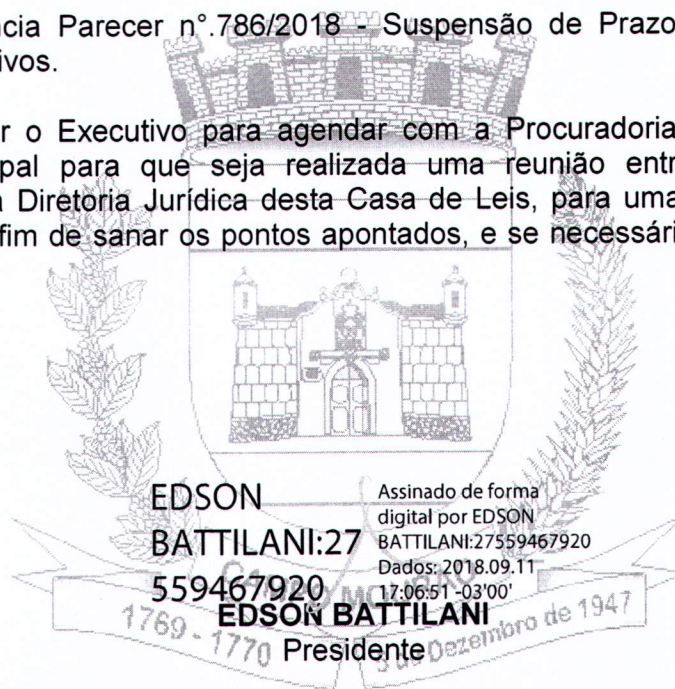 ncia Parecer n°.786/2018 - Suspensão de Prazo
ivos.
r o Executivo para agendar com a Procuradoria
pal para que seja realizada uma reunião entr
a Diretoria Jurídica desta Casa de Leis, para uma
fim de sanar os pontos apontados, e se necessári
EDSON
BATTILANI:27
559467920
Assinado de forma
digital por EDSON
BATTILANI:27559467920
Dados: 2018.09.11
17:06:51 -03'00'
EDSON BATTILANI
Presidente
1769 - 1770
de Dezembro de 1947